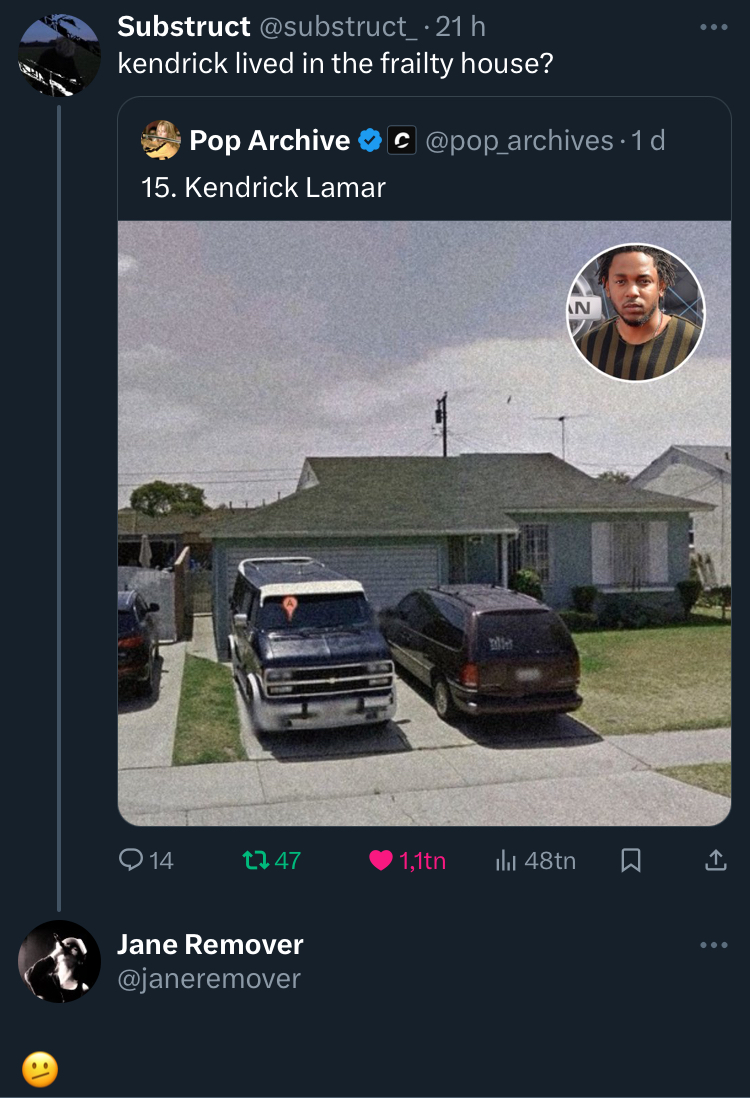 Substruct @substruct_ · 21 h
kendrick lived in the frailty house?
Pop Archive C @pop_archives · 1 d
15. Kendrick Lamar
AN
A
14 47 1,1tn 48tn
Jane Remover
@janeremover
🫤